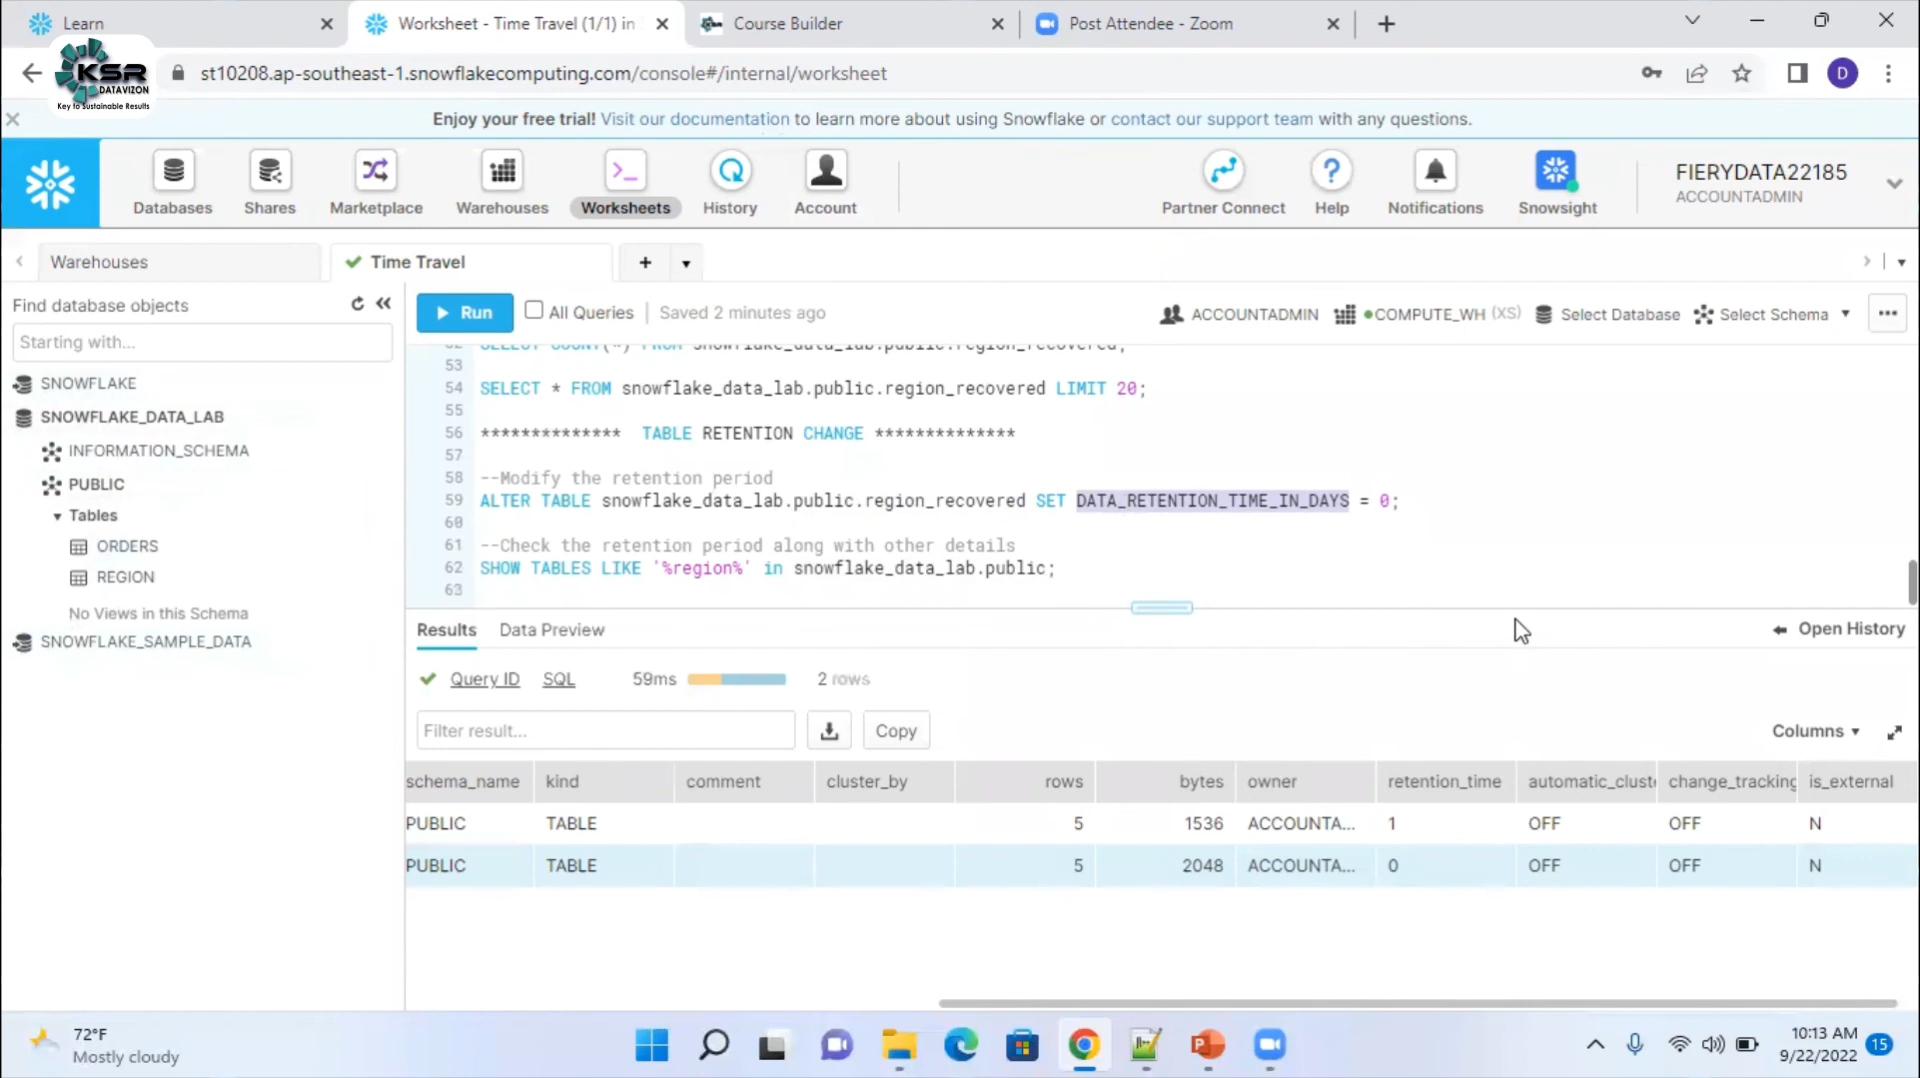 Learn
Worksheet - Time Travel (1/1) in
Course Builder
Post Attendee - Zoom
KSR
DATAVIZON
Key to Sustainable Results
st10208.ap-southeast-1.snowflakecomputing.com/console#/internal/worksheet
D
Enjoy your free trial! Visit our documentation to learn more about using Snowflake or contact our support team with any questions.
Databases
Shares
Marketplace
Warehouses
Worksheets
History
Account
Partner Connect
Help
Notifications
Snowsight
FIERYDATA22185
ACCOUNTADMIN
Warehouses
Time Travel
Find database objects
Starting with...
SNOWFLAKE
SNOWFLAKE_DATA_LAB
INFORMATION_SCHEMA
PUBLIC
Tables
ORDERS
REGION
No Views in this Schema
SNOWFLAKE_SAMPLE_DATA
Run
All Queries
Saved 2 minutes ago
ACCOUNTADMIN
COMPUTE_WH (XS)
Select Database
Select Schema
52 SELECT COUNT(*) FROM snowflake_data_lab.public.region_recovered;
53
54 SELECT * FROM snowflake_data_lab.public.region_recovered LIMIT 20;
55
56 ************** TABLE RETENTION CHANGE **************
57
58 --Modify the retention period
59 ALTER TABLE snowflake_data_lab.public.region_recovered SET DATA_RETENTION_TIME_IN_DAYS = 0;
60
61 --Check the retention period along with other details
62 SHOW TABLES LIKE '%region%' in snowflake_data_lab.public;
63
Results
Data Preview
Open History
Query ID SQL 59ms 2 rows
Filter result...
Copy
Columns
schema_name kind comment cluster_by rows bytes owner retention_time automatic_cluste change_tracking is_external
PUBLIC TABLE 5 1536 ACCOUNTA... 1 OFF OFF N
PUBLIC TABLE 5 2048 ACCOUNTA... 0 OFF OFF N
72°F
Mostly cloudy
10:13 AM
9/22/2022
15